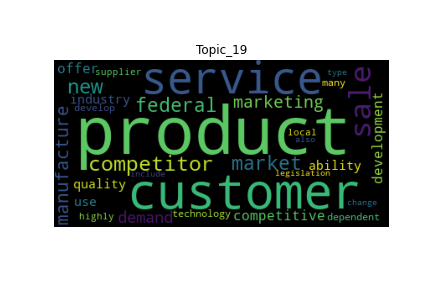 Topic_19
offer supplier service type
new many sale
industry federal marketing
develop
product
local
also
manufacture competitor market ability development
include legislation
quality customer
use change
highly demand technology competitive dependent